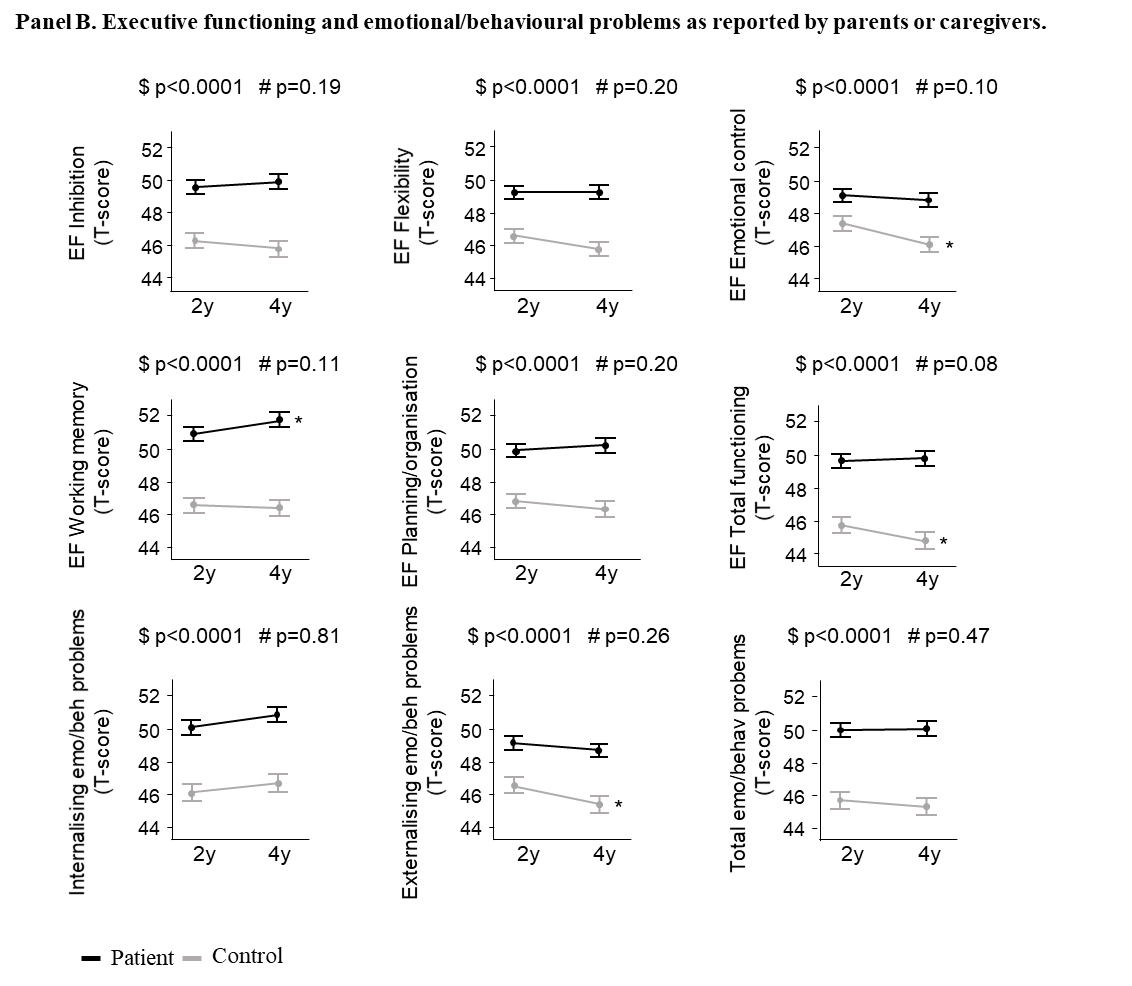 Panel B. Executive functioning and emotional/behavioural problems as reported by parents or caregivers.
$ p<0.0001 # p=0.19
EF Inhibition
(T-score)
52
50
48
46
44
2y 4y
$ p<0.0001 # p=0.20
EF Flexibility
(T-score)
52
50
48
46
44
2y 4y
$ p<0.0001 # p=0.10
EF Emotional control
(T-score)
52
50
48
46
44
*
2y 4y
$ p<0.0001 # p=0.11
EF Working memory
(T-score)
52
50
48
46
44
*
2y 4y
$ p<0.0001 # p=0.20
EF Planning/organisation
(T-score)
52
50
48
46
44
2y 4y
$ p<0.0001 # p=0.08
EF Total functioning
(T-score)
52
50
48
46
44
*
2y 4y
$ p<0.0001 # p=0.81
Internalising emo/beh problems
(T-score)
52
50
48
46
44
2y 4y
$ p<0.0001 # p=0.26
Externalising emo/beh problems
(T-score)
52
50
48
46
44
*
2y 4y
$ p<0.0001 # p=0.47
Total emo/behav probems
(T-score)
52
50
48
46
44
2y 4y
Patient Control